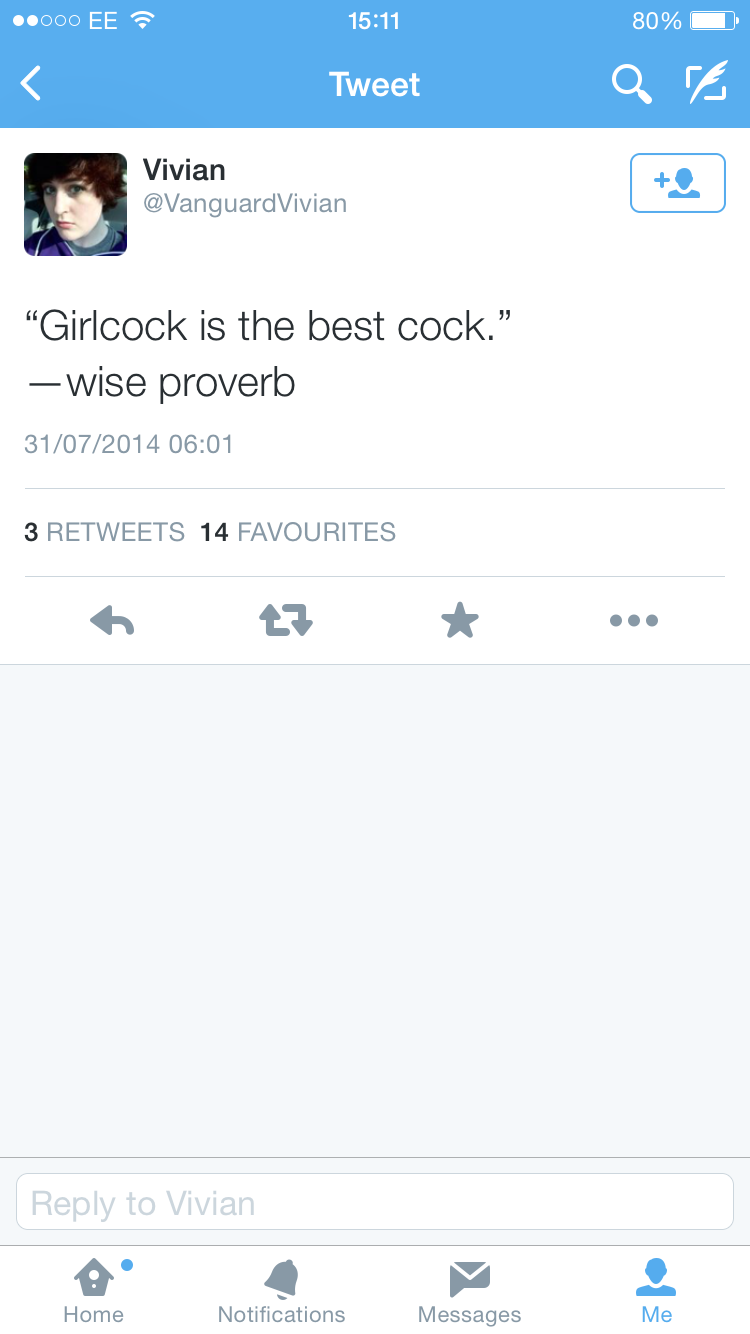 EE 15:11 80%
Tweet
Vivian
@VanguardVivian
“Girlcock is the best cock.”
—wise proverb
31/07/2014 06:01
3 RETWEETS 14 FAVOURITES
Reply to Vivian
Home Notifications Messages Me